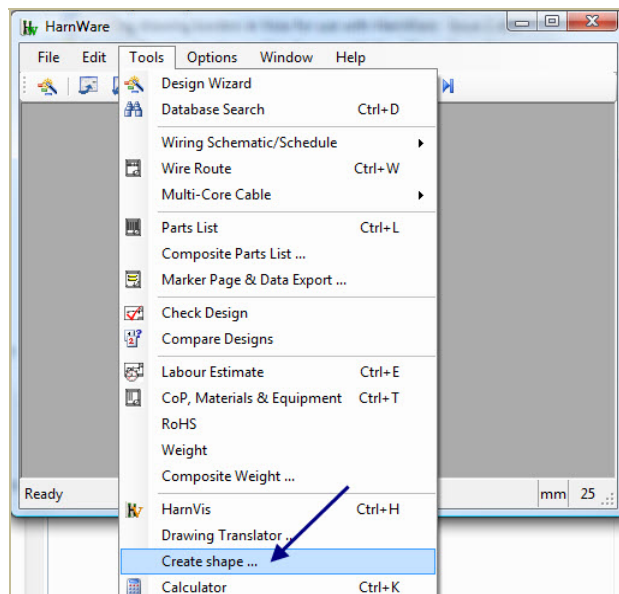 HarnWare
File Edit Tools Options Window Help
Design Wizard
Database Search Ctrl+D
Wiring Schematic/Schedule
Wire Route Ctrl+W
Multi-Core Cable
Parts List Ctrl+L
Composite Parts List ...
Marker Page & Data Export ...
Check Design
Compare Designs
Labour Estimate Ctrl+E
CoP, Materials & Equipment Ctrl+T
RoHS
Weight
Composite Weight ...
Ready mm 25
HarnVis Ctrl+H
Drawing Translator ..
Create shape ...
Calculator Ctrl+K